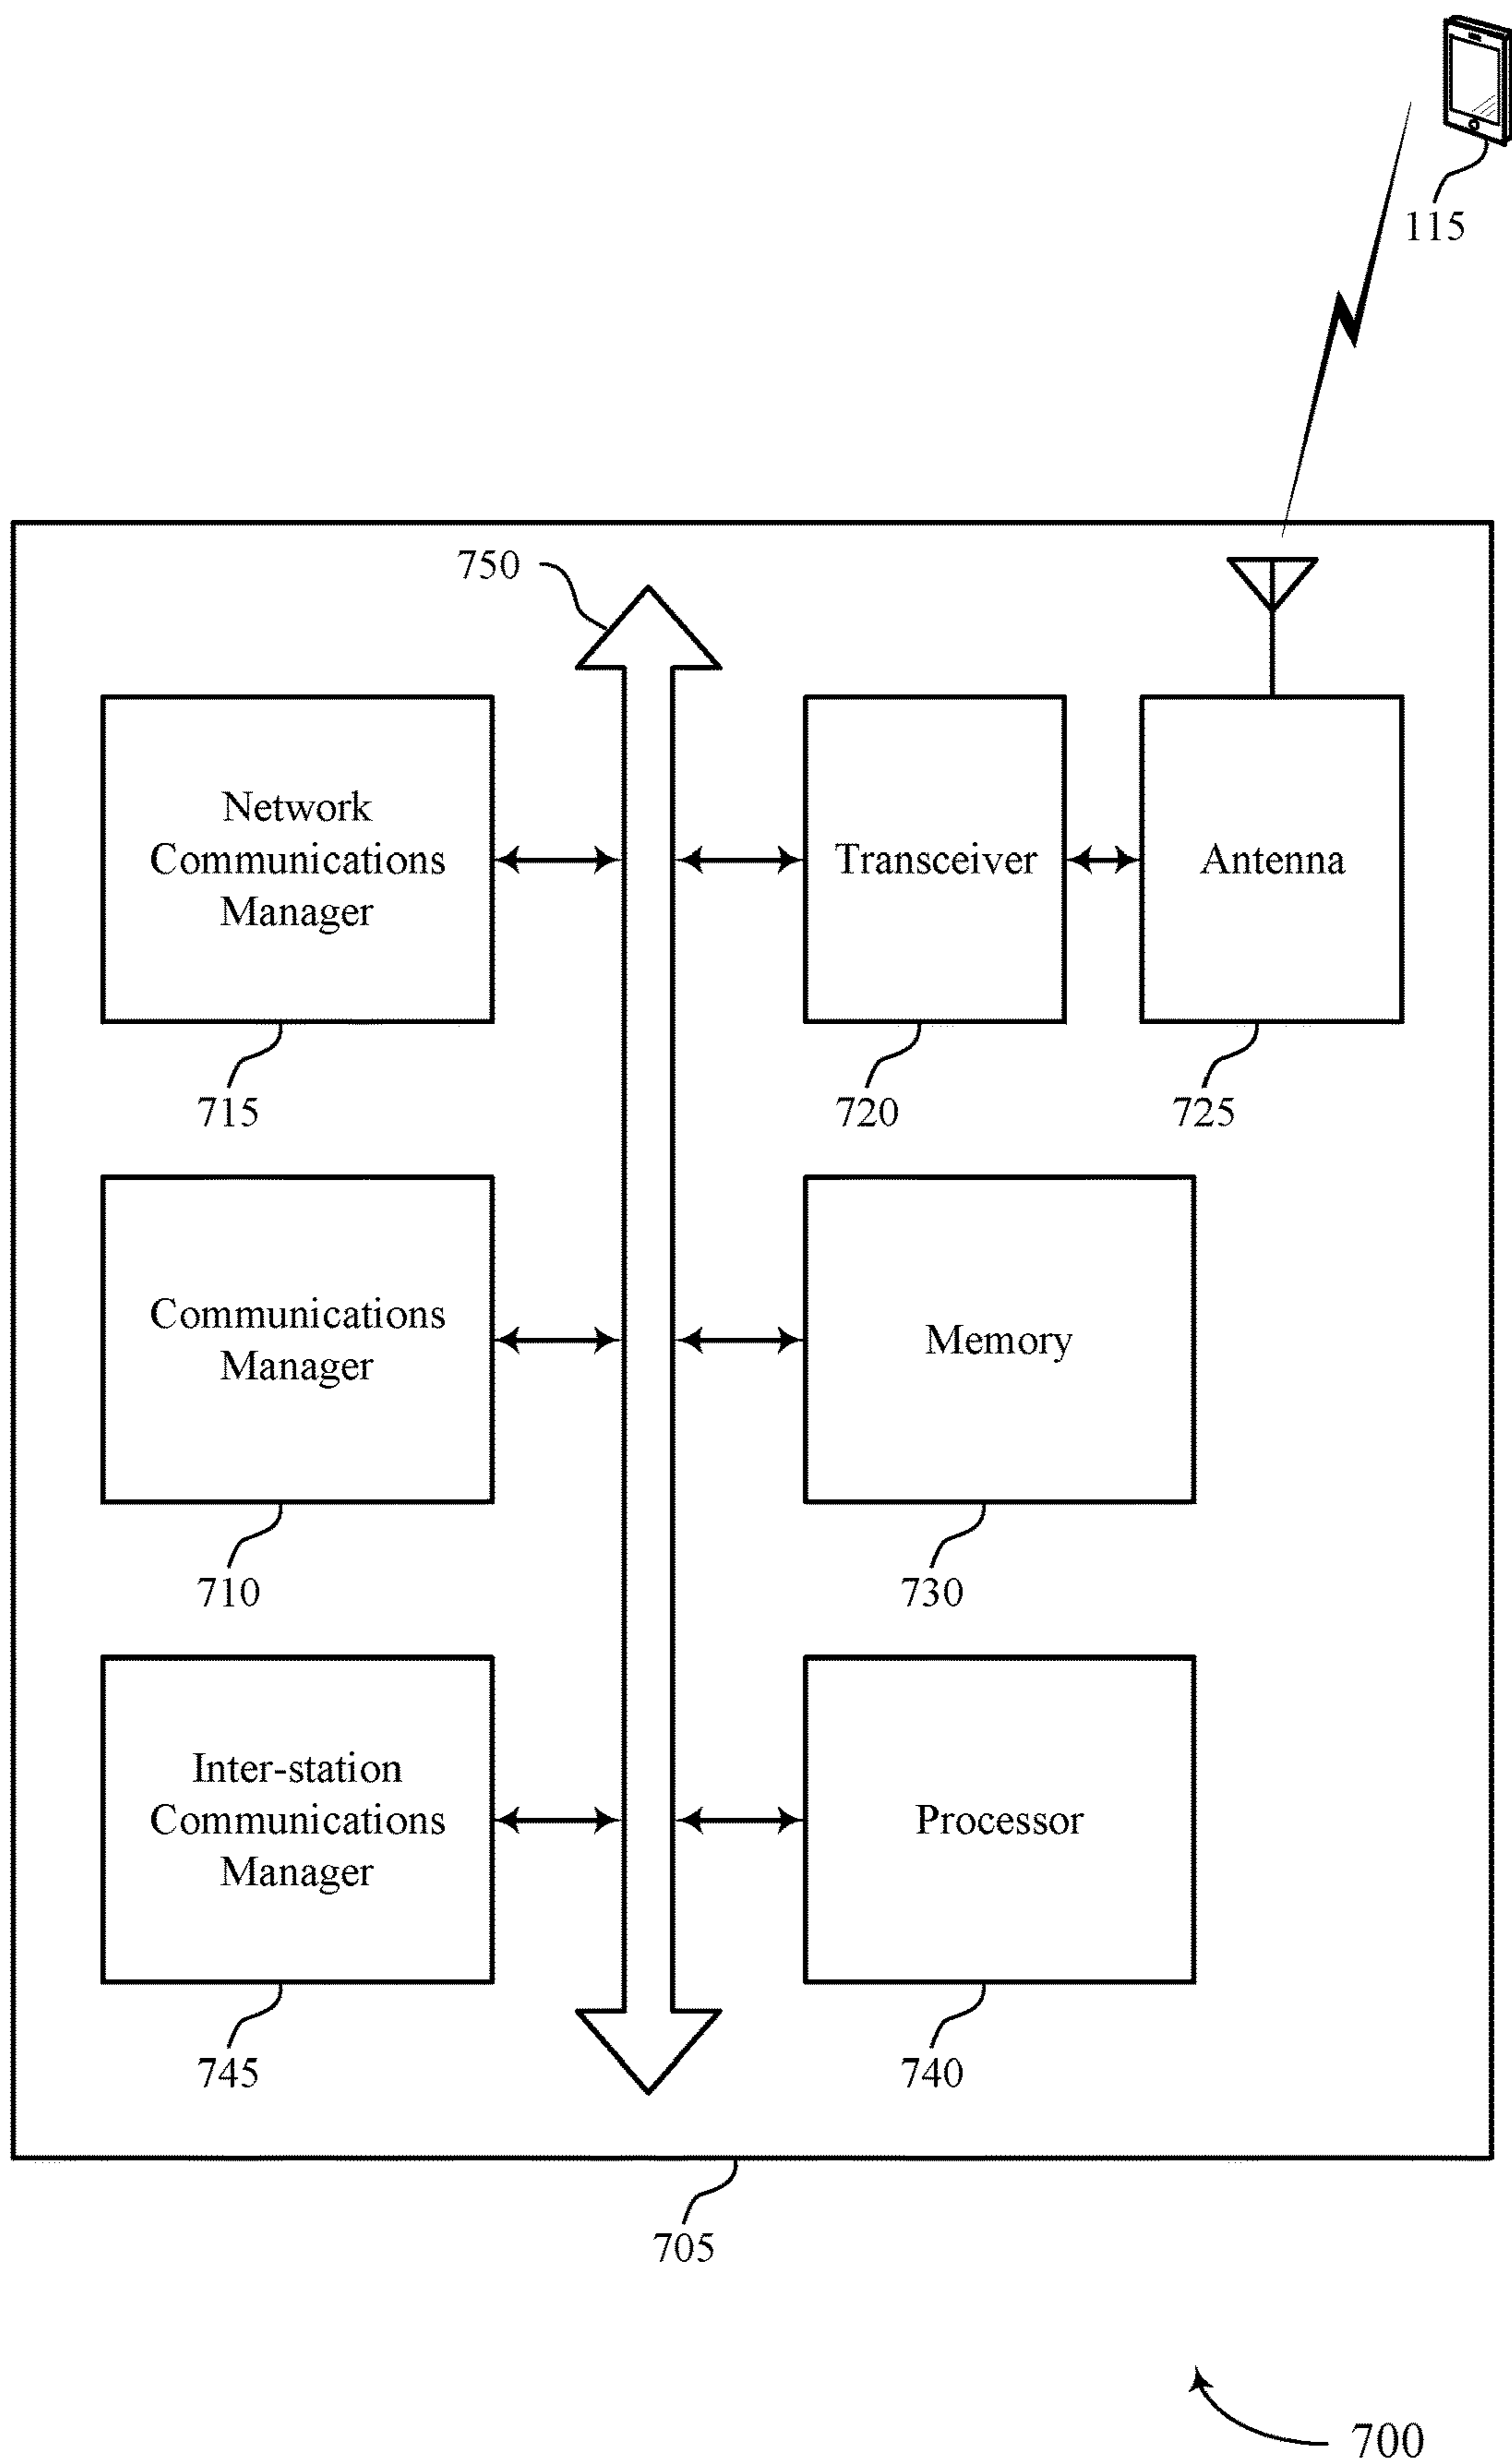 115
750
Network
Communications
Manager
Transceiver
Antenna
715
720
725
Communications
Manager
Memory
710
730
Inter-station
Communications
Manager
Processor
745
740
705
700